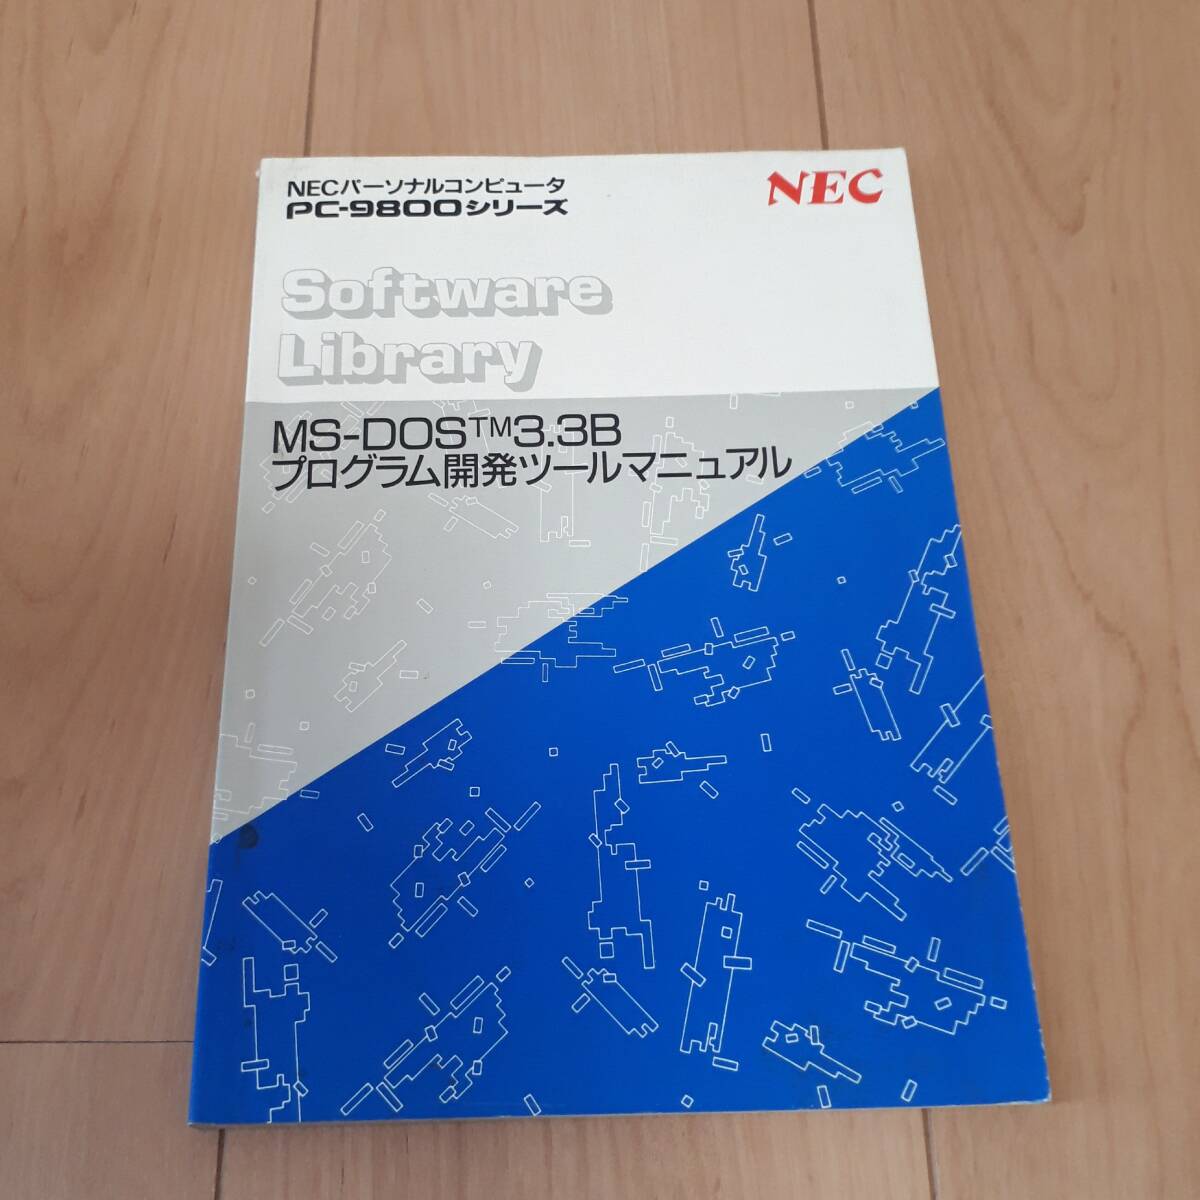 NECパーソナルコンピュータ
PC-9800シリーズ
NEC
Software
Library
MS-DOS™3.3B
プログラム開発ツールマニュアル